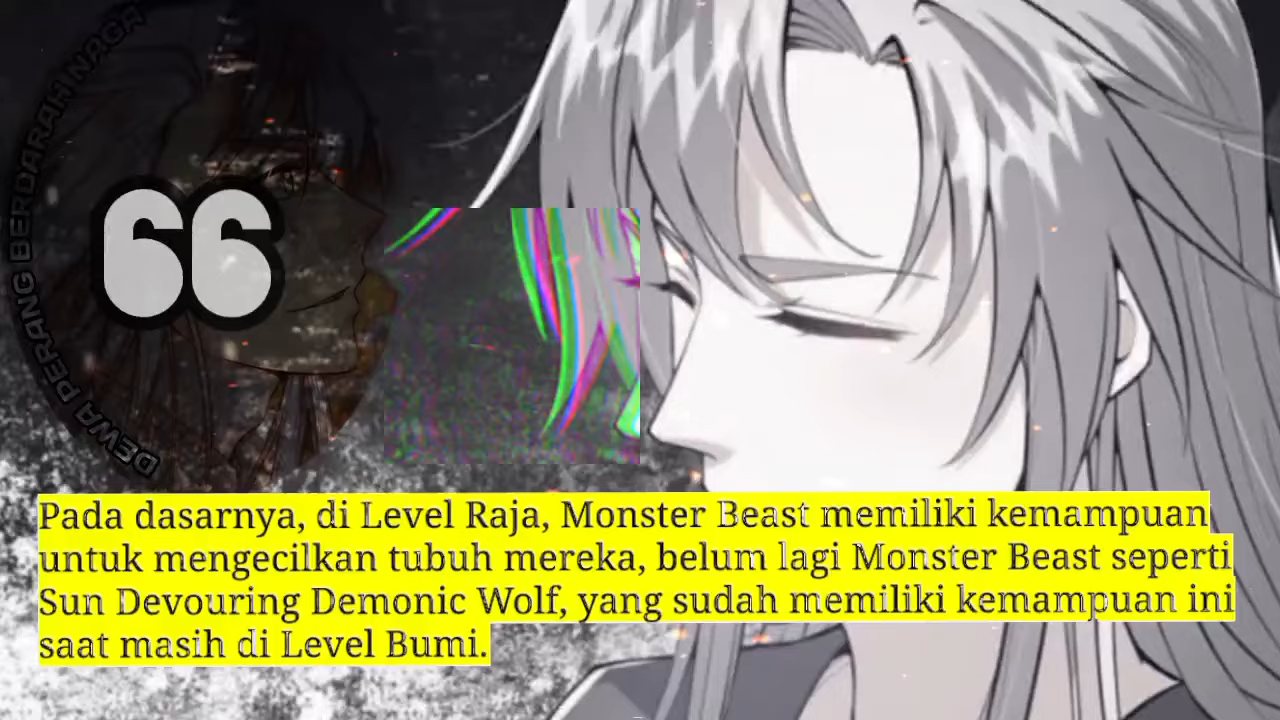 DEWA PERANG BERDARAH NAGA
66
Pada dasarnya, di Level Raja, Monster Beast memiliki kemampuan
untuk mengecilkan tubuh mereka, belum lagi Monster Beast seperti
Sun Devouring Demonic Wolf, yang sudah memiliki kemampuan ini
saat masih di Level Bumi.